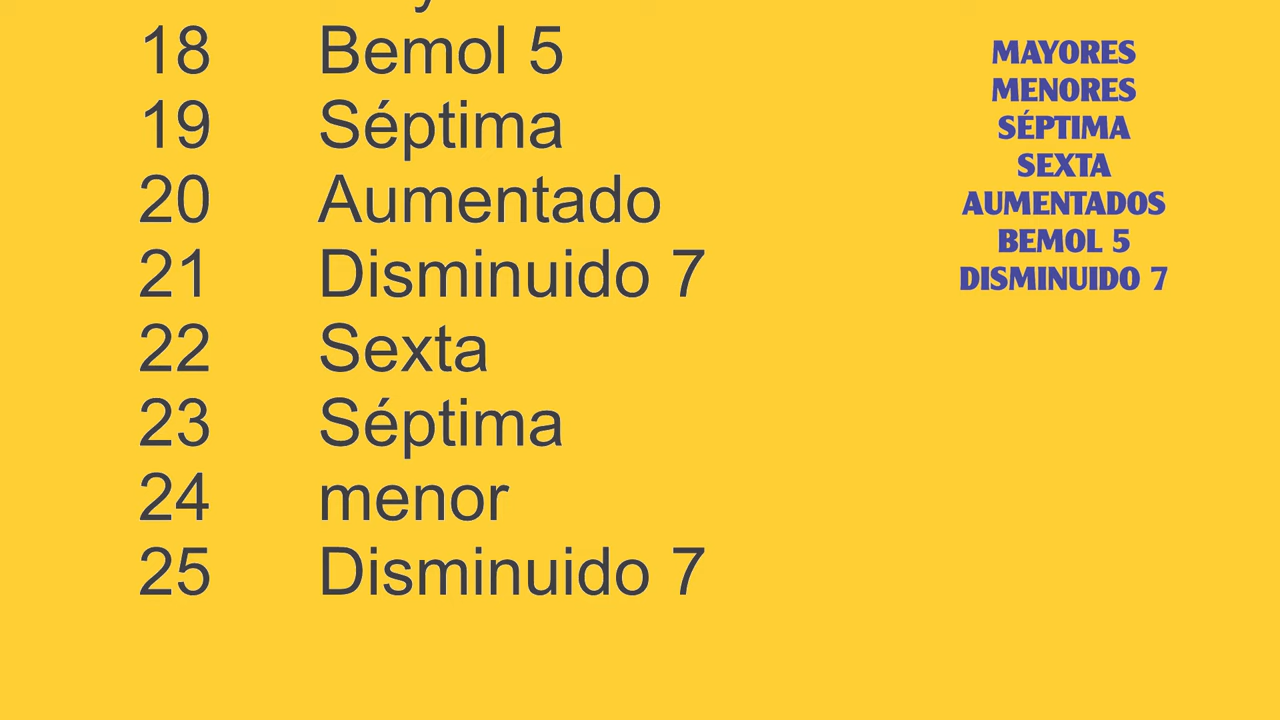 18 Bemol 5
19 Séptima
20 Aumentado
21 Disminuido 7
22 Sexta
23 Séptima
24 menor
25 Disminuido 7
MAYORES
MENORES
SÉPTIMA
SEXTA
AUMENTADOS
BEMOL 5
DISMINUIDO 7